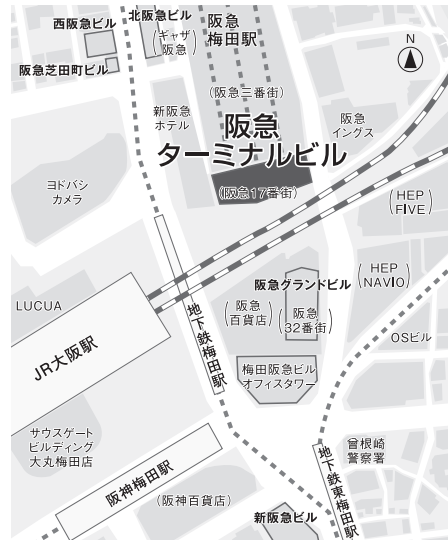 北阪急ビル
西阪急ビル
(ギャザ
阪急)
阪急
梅田駅
N
阪急芝田町ビル
(阪急三番街)
新阪急
ホテル
阪急
ターミナルビル
阪急
イングス
(阪急17番街)
ヨドバシ
カメラ
(HEP
FIVE)
阪急グランドビル
(HEP
NAVIO)
(阪急
百貨店)
(阪急
32番街)
LUCUA
地下鉄梅田駅
OSビル
JR大阪駅
梅田阪急ビル
オフィスタワー
サウスゲート
ビルディング
大丸梅田店
曾根崎
警察署
阪神梅田駅
(阪神百貨店)
地下鉄東梅田駅
新阪急ビル